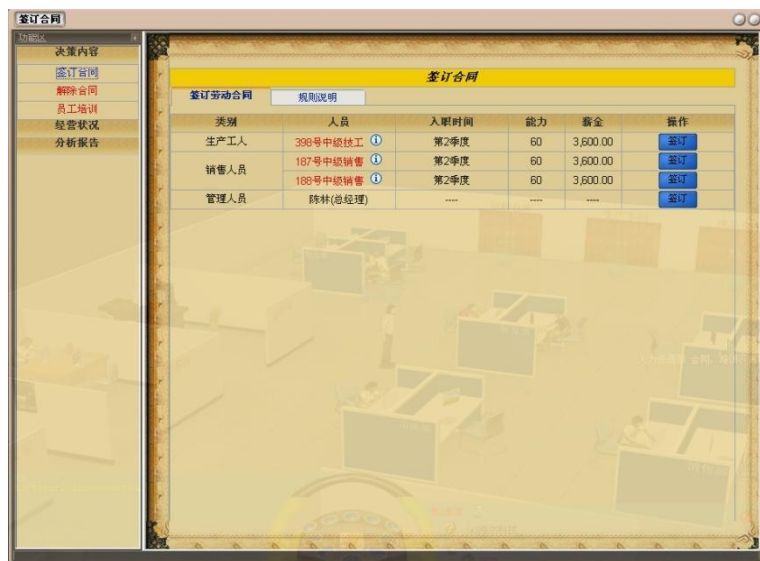 签订合同
功能区
决策内容
签订合同
解除合同
员工培训
经营状况
分析报告
签订合同
签订劳动合同 规则说明
类别 人员 入职时间 能力 薪金 操作
生产工人 398号中级技工 第2季度 60 3,600.00 签订
销售人员 187号中级销售 第2季度 60 3,600.00 签订
188号中级销售 第2季度 60 3,600.00 签订
管理人员 陈林(总经理) ---- ---- ---- 签订